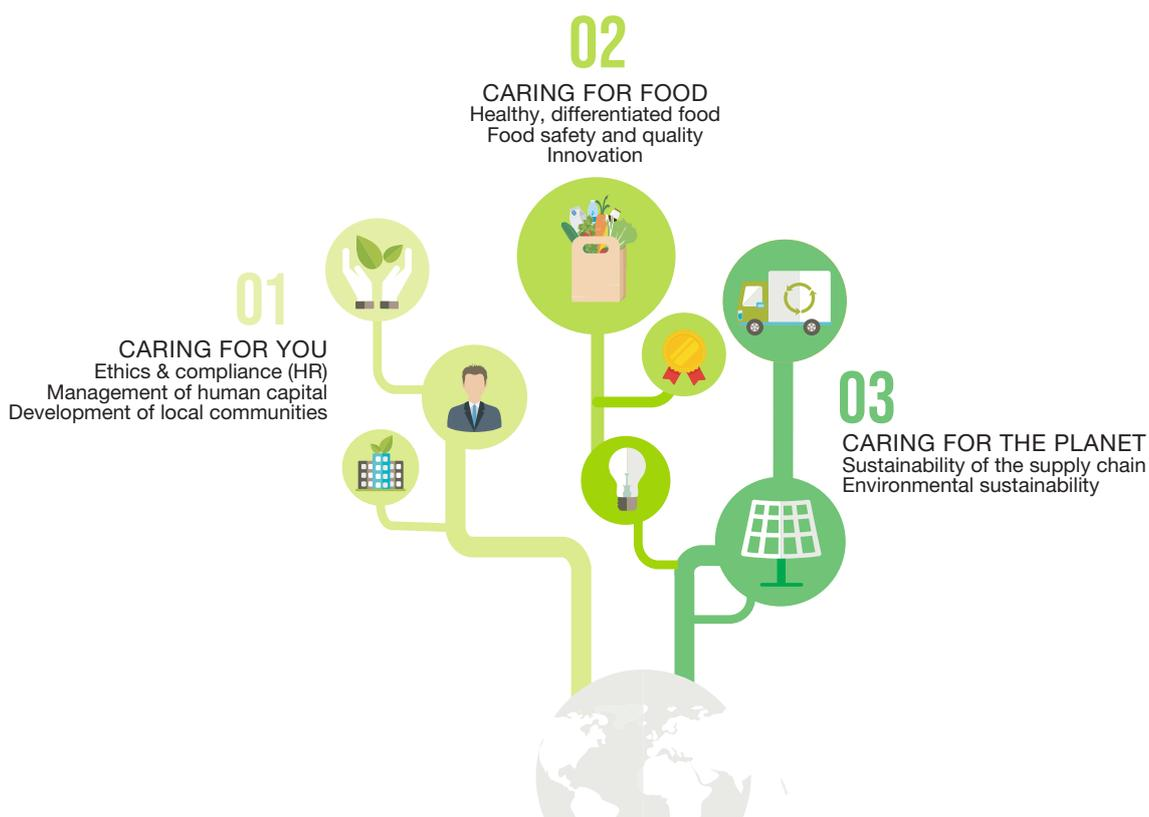 01
CARING FOR YOU
Ethics & compliance (HR)
Management of human capital
Development of local communities
02
CARING FOR FOOD
Healthy, differentiated food
Food safety and quality
Innovation
03
CARING FOR THE PLANET
Sustainability of the supply chain
Environmental sustainability